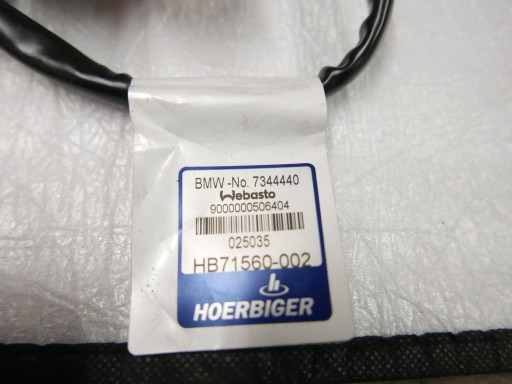 BMW -No. 7344440
Webasto
9000000506404
025035
HB71560-002
HOERBIGER